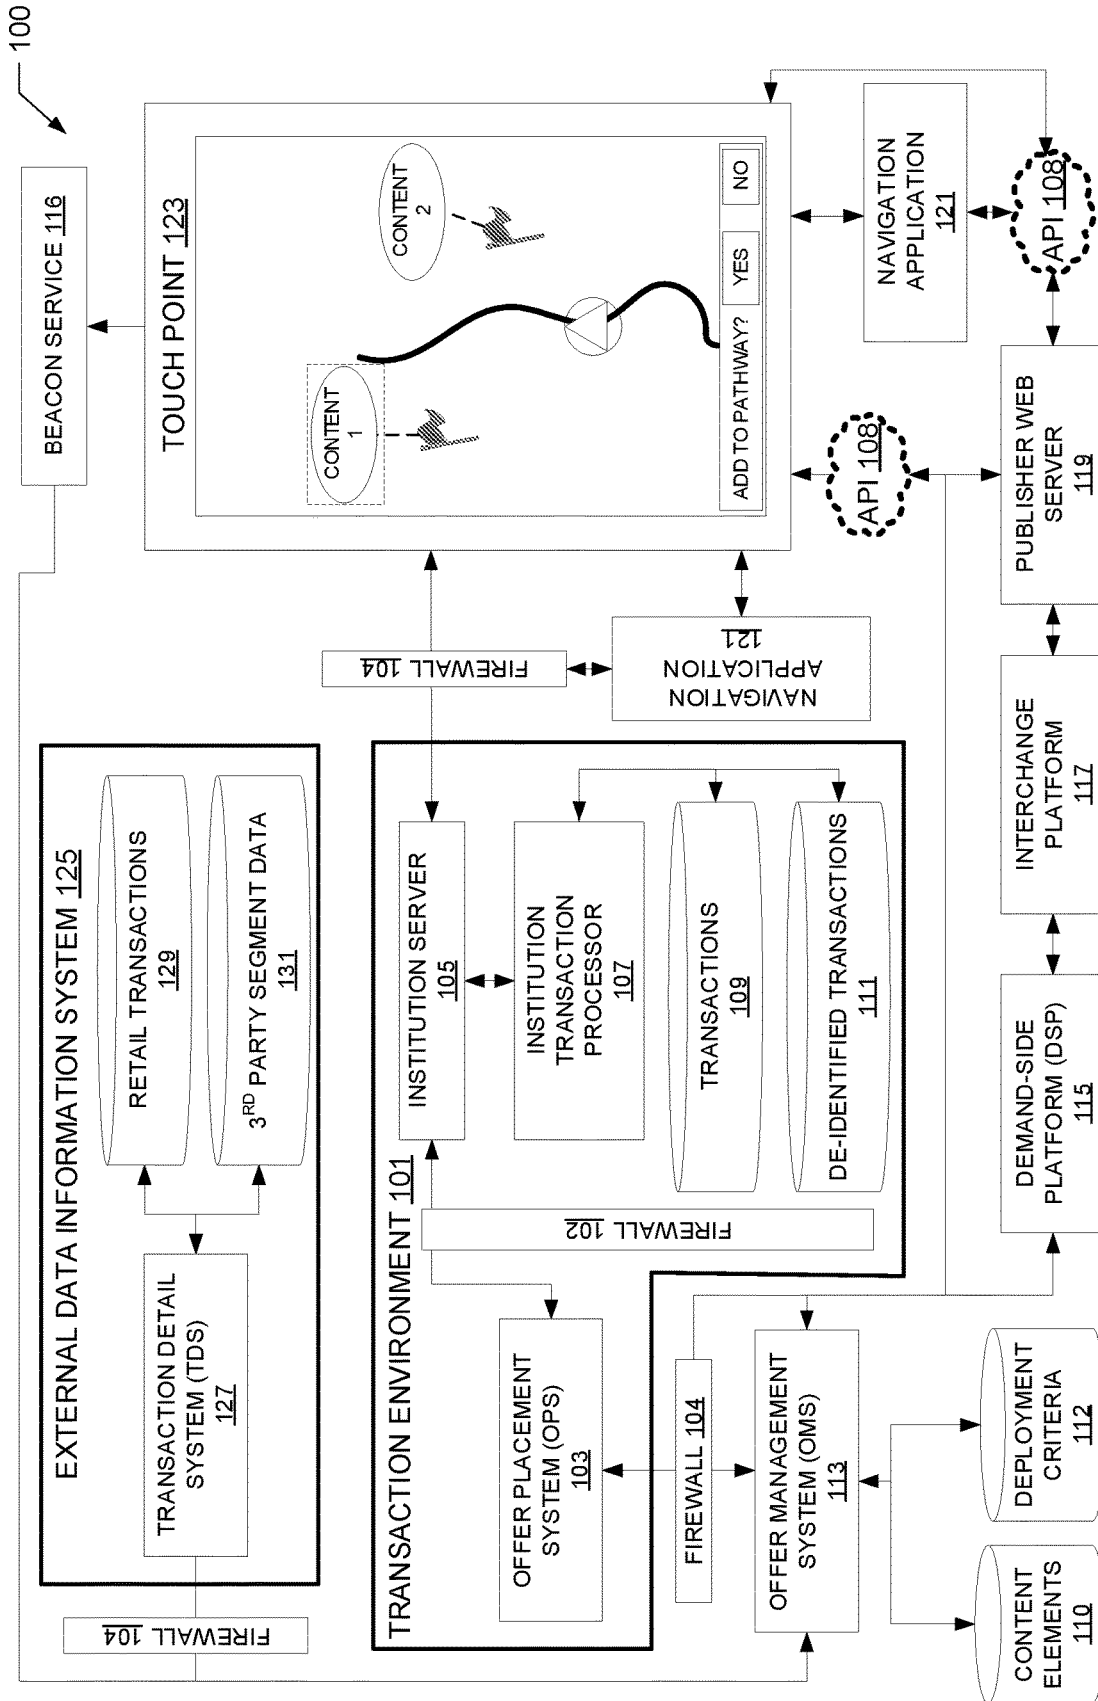 100
BEACON SERVICE 116
TOUCH POINT 123
CONTENT
1
CONTENT
2
ADD TO PATHWAY?
YES
NO
EXTERNAL DATA INFORMATION SYSTEM 125
TRANSACTION DETAIL
SYSTEM (TDS)
127
RETAIL TRANSACTIONS
129
3RD PARTY SEGMENT DATA
131
FIREWALL 104
TRANSACTION ENVIRONMENT 101
OFFER PLACEMENT
SYSTEM (OPS)
103
FIREWALL 102
INSTITUTION SERVER
105
INSTITUTION
TRANSACTION
PROCESSOR
107
TRANSACTIONS
109
DE-IDENTIFIED TRANSACTIONS
111
FIREWALL 104
NAVIGATION
APPLICATION
121
NAVIGATION
APPLICATION
121
API 108
API 108
FIREWALL 104
OFFER MANAGEMENT
SYSTEM (OMS)
113
CONTENT
ELEMENTS
110
DEPLOYMENT
CRITERIA
112
DEMAND-SIDE
PLATFORM (DSP)
115
INTERCHANGE
PLATFORM
117
PUBLISHER WEB
SERVER
119